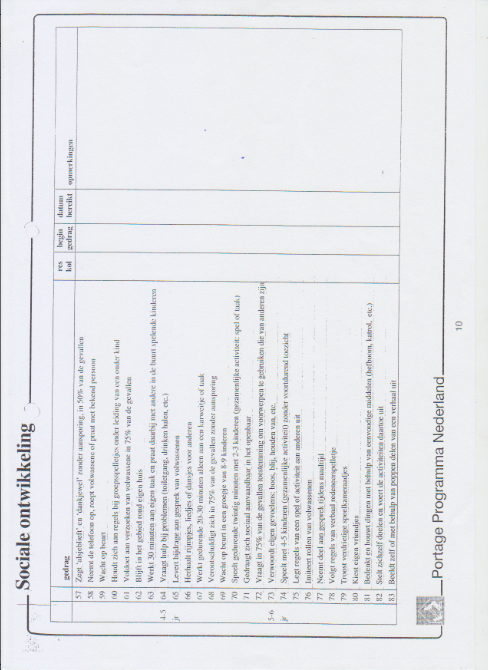 Sociale ontwikkeling
gedrag res kol begin gedrag datum bereikt opmerkingen
57 Zegt 'alsjeblieft' en 'dankjewel' zonder aansporing, in 50% van de gevallen
58 Neemt de telefoon op, roept volwassene of praat met bekend persoon
59 Wacht op beurt
60 Houdt zich aan regels bij groepsspelletjes onder leiding van een ouder kind
61 Voldoet aan verzoeken van volwassene in 75% van de gevallen
62 Blijft in het gebied rond eigen huis
63 Werkt 30 minuten aan eigen taak en praat daarbij met andere in de buurt spelende kinderen
4-5 64 Vraagt hulp bij problemen (toiletgang, drinken halen, etc.)
jr 65 Levert bijdrage aan gesprek van volwassenen
66 Herhaalt rijmpjes, liedjes of dansjes voor anderen
67 Werkt gedurende 20-30 minuten alleen aan een karweitje of taak
68 Verontschuldigt zich in 75% van de gevallen zonder aansporing
69 Wacht op beurt in een groepje van 8-9 kinderen
70 Speelt gedurende twintig minuten met 2-3 kinderen (gezamenlijke activiteit: spel of taak)
71 Gedraagt zich sociaal aanvaardbaar in het openbaar
72 Vraagt in 75% van de gevallen toestemming om voorwerpen te gebruiken die van anderen zijn
5-6 73 Verwoordt eigen gevoelens: boos, blij, houden van, etc.
jr 74 Speelt met 4-5 kinderen (gezamenlijke activiteit) zonder voortdurend toezicht
75 Legt regels van een spel of activiteit aan anderen uit
76 Imiteert rollen van volwassenen
77 Neemt deel aan gesprek tijdens maaltijd
78 Volgt regels van verbaal redeneerspelletje
79 Troost verdrietige speelkameraadjes
80 Kiest eigen vriendjes
81 Bedenkt en bouwt dingen met behulp van eenvoudige middelen (hefboom, katrol, etc.)
82 Stelt zichzelf doelen en voert de activiteiten daartoe uit
83 Beeldt zelf of met behulp van poppen delen van een verhaal uit
Portage Programma Nederland
10